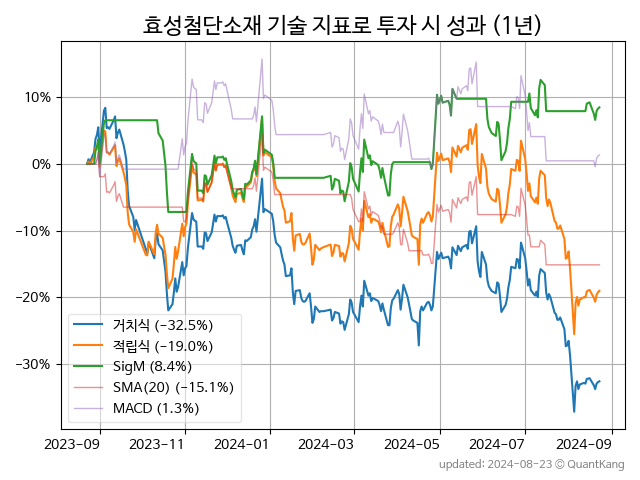 효성첨단소재 기술 지표로 투자 시 성과 (1년)
10%
0%
−10%
−20%
−30%
거치식 (−32.5%)
적립식 (−19.0%)
SigM (8.4%)
SMA(20) (−15.1%)
MACD (1.3%)
2023-09 2023-11 2024-01 2024-03 2024-05 2024-07 2024-09
updated: 2024-08-23 © QuantKang